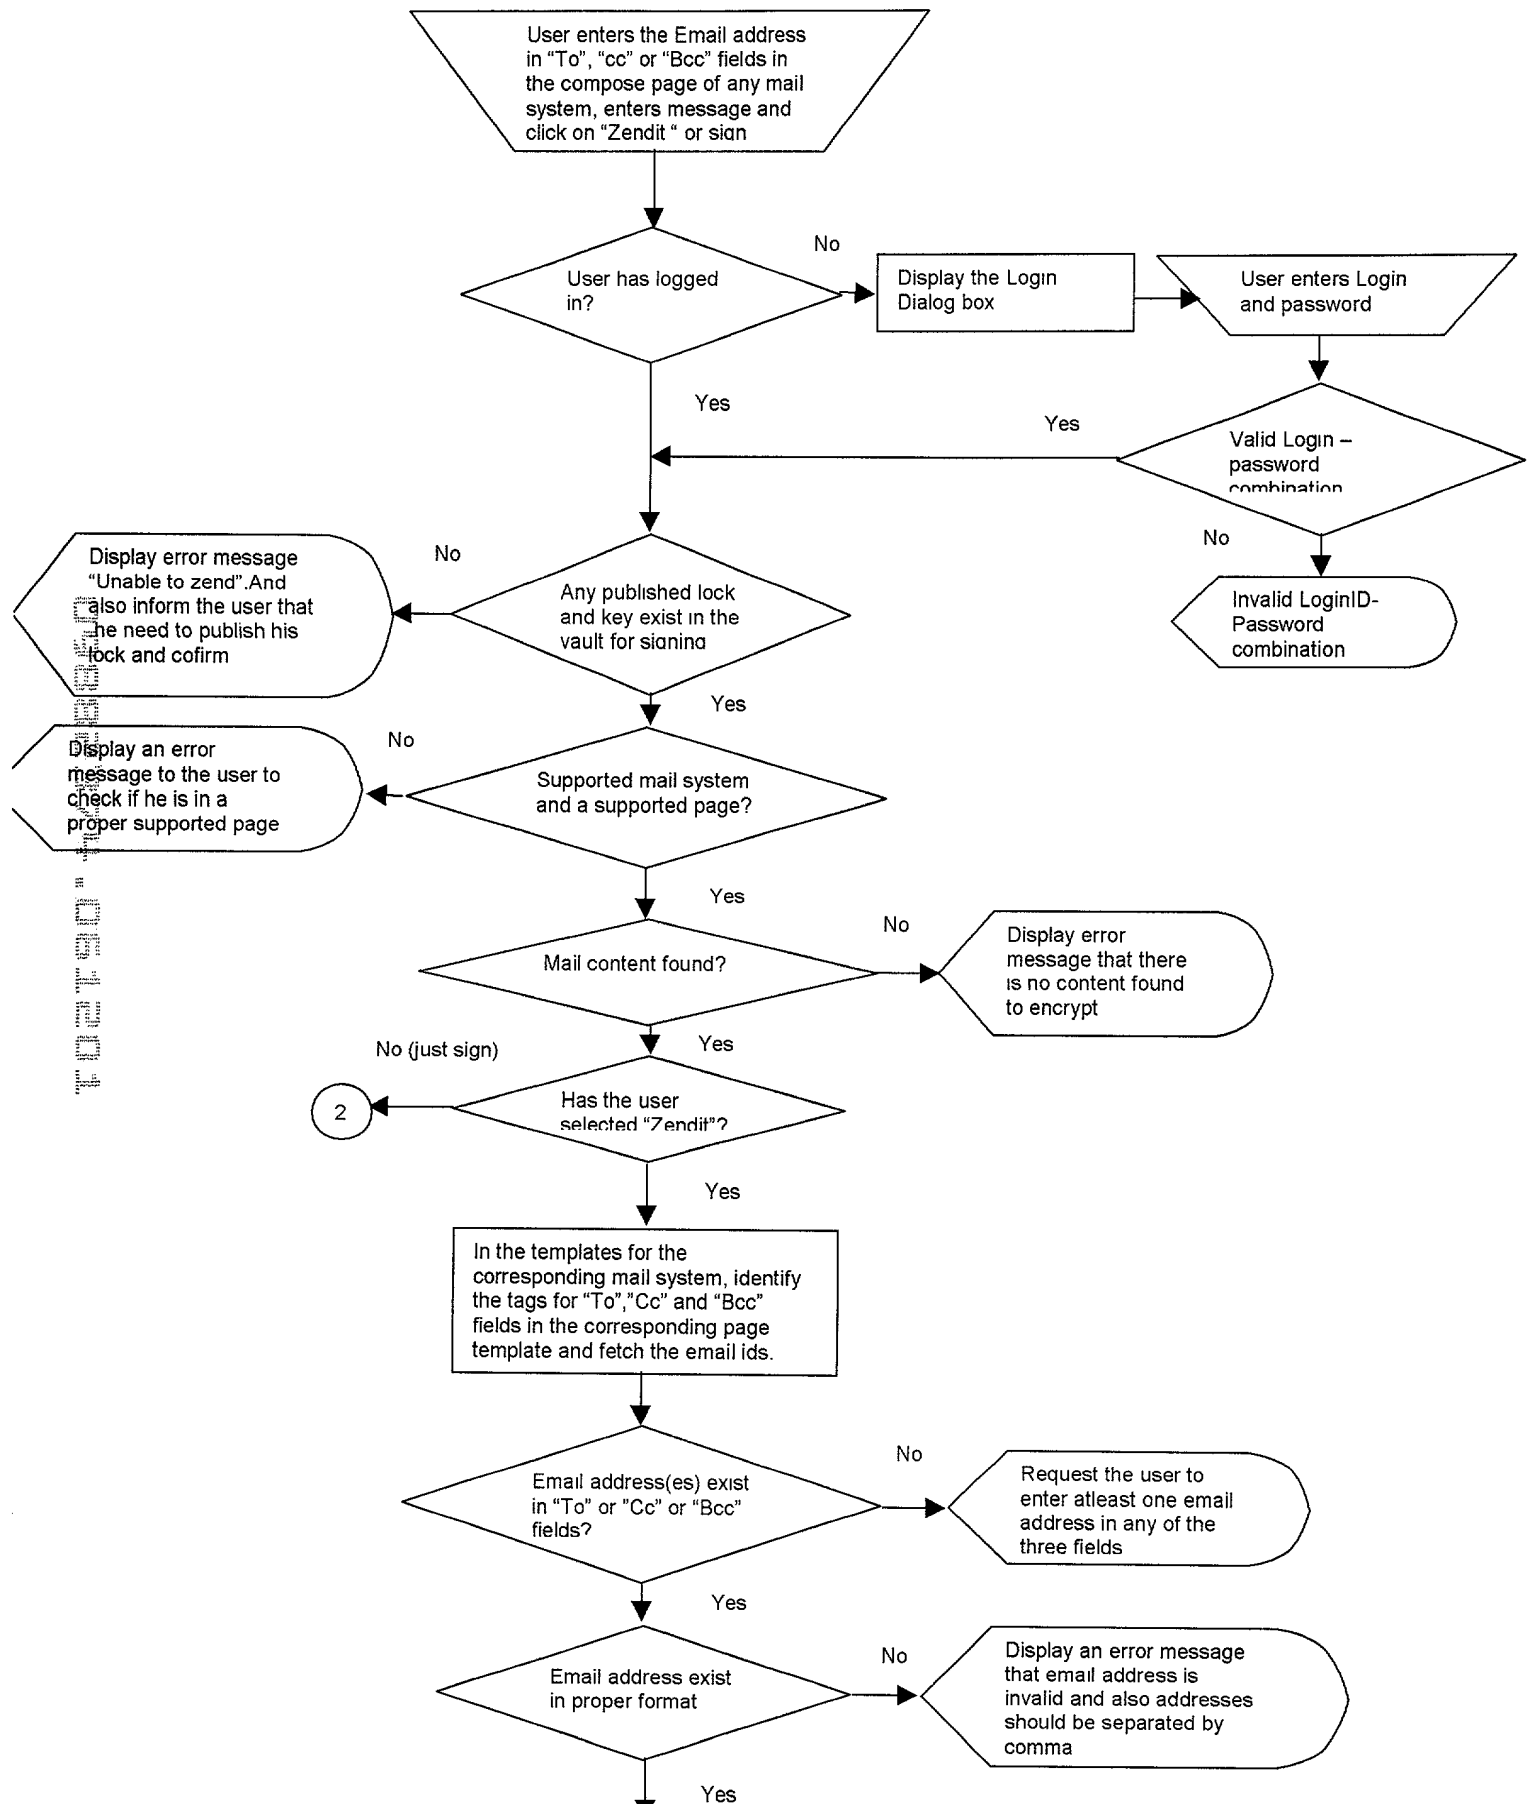 User enters the Email address
in “To”, “cc” or “Bcc” fields in
the compose page of any mail
system, enters message and
click on “Zendit “ or sign
User has logged
in?
No
Display the Login
Dialog box
User enters Login
and password
Yes
Yes
Valid Login –
password
combination
No
Invalid LoginID-
Password
combination
No
Display error message
“Unable to zend”.And
also inform the user that
he need to publish his
lock and cofirm
Any published lock
and key exist in the
vault for signing
Yes
No
Display an error
message to the user to
check if he is in a
proper supported page
Supported mail system
and a supported page?
Yes
Mail content found?
No
Display error
message that there
is no content found
to encrypt
Yes
No (just sign)
2
Has the user
selected “Zendit”?
Yes
In the templates for the
corresponding mail system, identify
the tags for “To”,”Cc” and “Bcc”
fields in the corresponding page
template and fetch the email ids.
Email address(es) exist
in “To” or “Cc” or “Bcc”
fields?
No
Request the user to
enter atleast one email
address in any of the
three fields
Yes
Email address exist
in proper format
No
Display an error message
that email address is
invalid and also addresses
should be separated by
comma
Yes